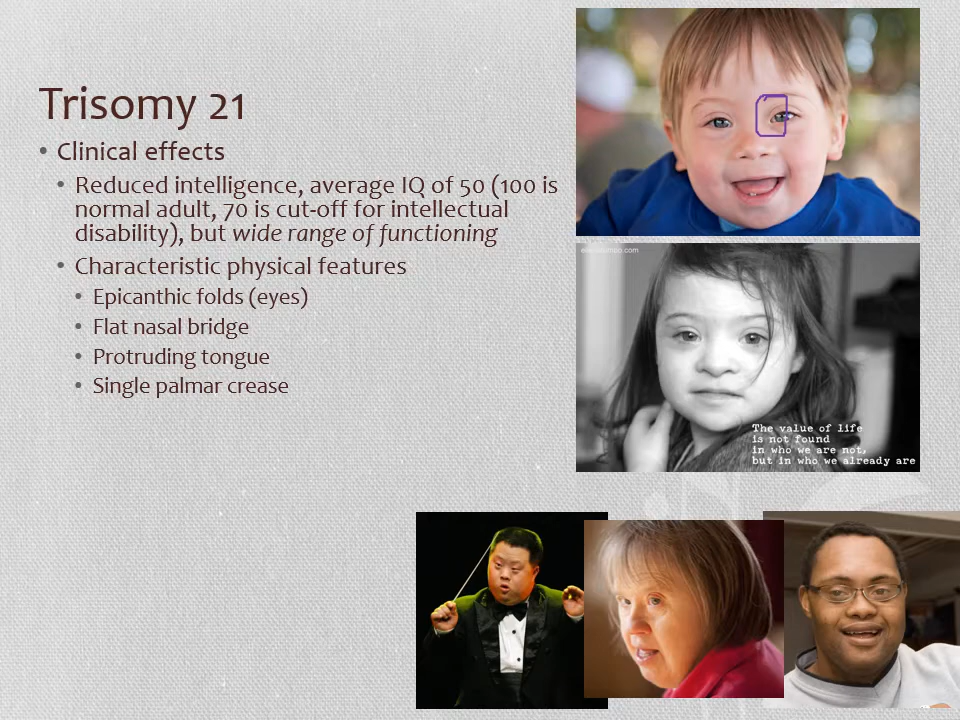 Trisomy 21
• Clinical effects
• Reduced intelligence, average IQ of 50 (100 is
normal adult, 70 is cut-off for intellectual
disability), but wide range of functioning
• Characteristic physical features
• Epicanthic folds (eyes)
• Flat nasal bridge
• Protruding tongue
• Single palmar crease
The value of life
is not found
in who we are not,
but in who we already are